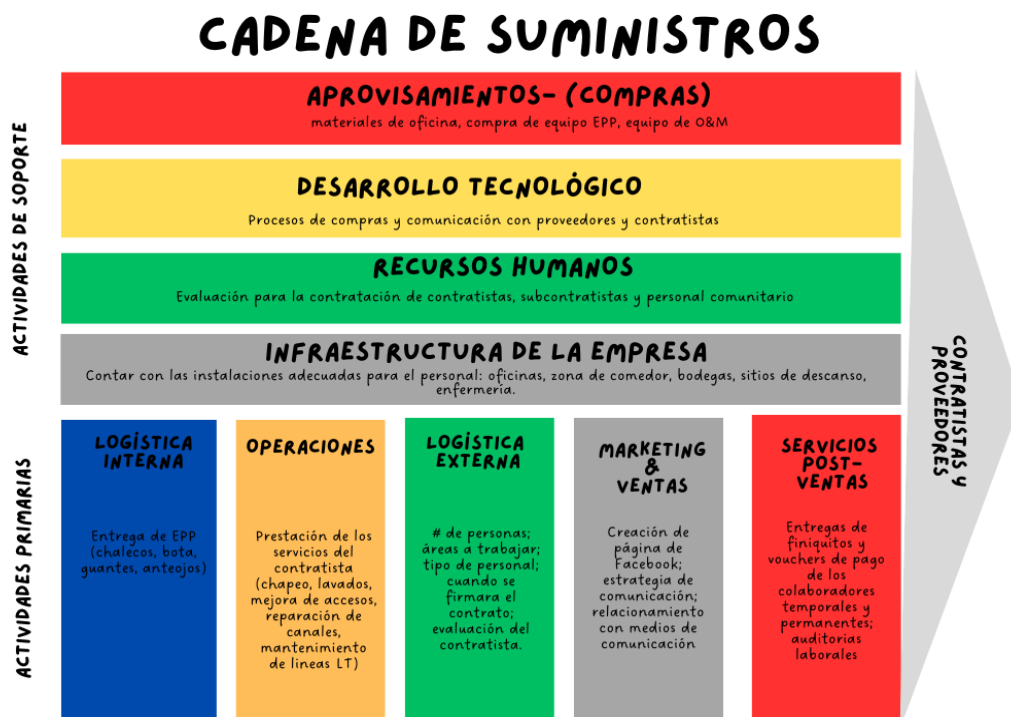 CADENA DE SUMINISTROS
ACTIVIDADES DE SOPORTE
APROVISAMIENTOS- (COMPRAS)
materiales de oficina, compra de equipo EPP, equipo de O&M
DESARROLLO TECNOLÓGICO
Procesos de compras y comunicación con proveedores y contratistas
RECURSOS HUMANOS
Evaluación para la contratación de contratistas, subcontratistas y personal comunitario
INFRAESTRUCTURA DE LA EMPRESA
Contar con las instalaciones adecuadas para el personal: oficinas, zona de comedor, bodegas, sitios de descanso,
enfermería.
ACTIVIDADES PRIMARIAS
LOGÍSTICA
INTERNA
Entrega de EPP
(chalecos, bota,
guantes, anteojos)
OPERACIONES
Prestación de los
servicios del
contratista
(chapeo, lavados,
mejora de accesos,
reparación de
canales,
mantenimiento
de lineas LT)
LOGÍSTICA
EXTERNA
# de personas;
áreas a trabajar;
tipo de personal;
cuando se
firmara el
contrato;
evaluación del
contratista.
MARKETING
&
VENTAS
Creación de
página de
Facebook;
estrategia de
comunicación;
relacionamiento
con medios de
comunicación
SERVICIOS
POST-
VENTAS
Entregas de
finiquitos y
vouchers de pago
de los
colaboradores
temporales y
permanentes;
auditorias
laborales
CONTRATISTAS Y
PROVEEDORES